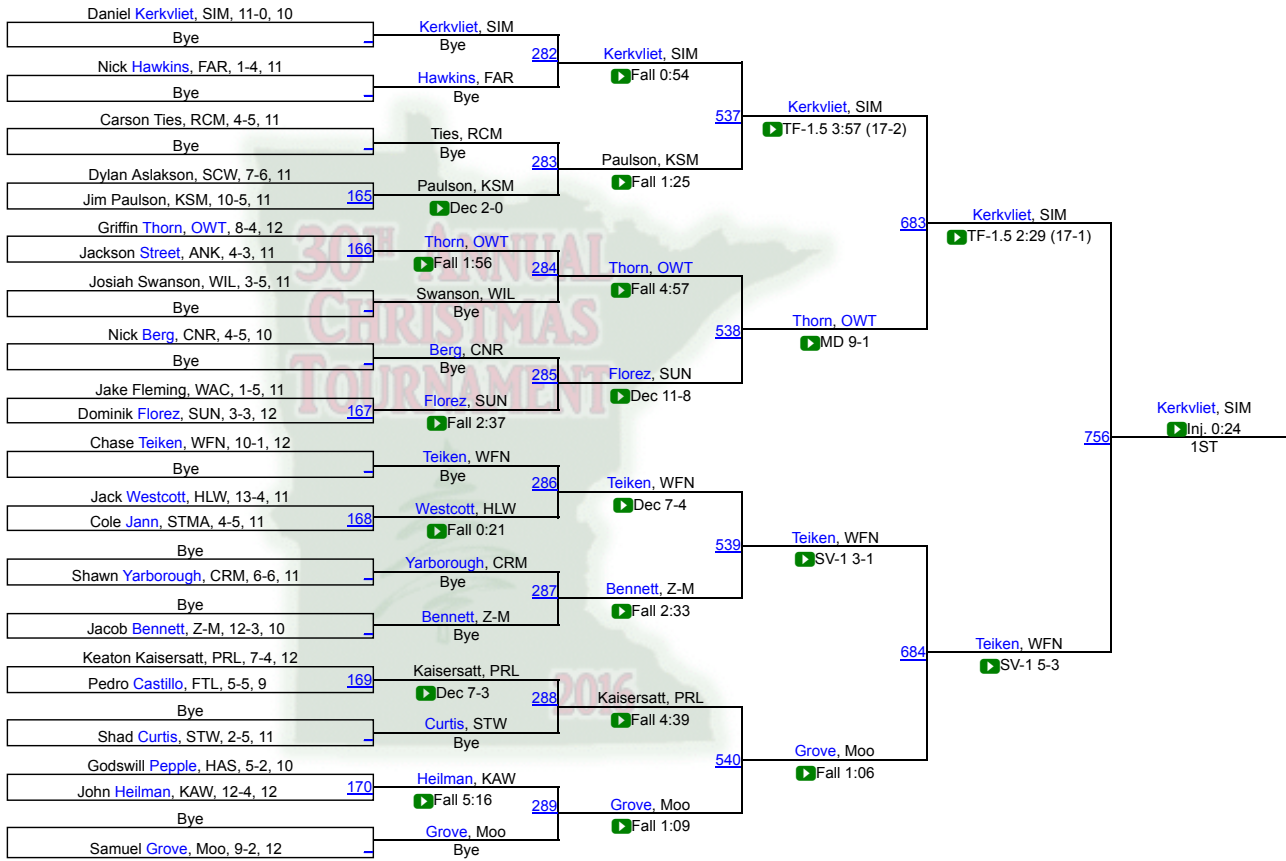 Daniel Kerkvliet, SIM, 11-0, 10
Bye
Nick Hawkins, FAR, 1-4, 11
Bye
Carson Ties, RCM, 4-5, 11
Bye
Dylan Aslakson, SCW, 7-6, 11
Jim Paulson, KSM, 10-5, 11
165
Griffin Thorn, OWT, 8-4, 12
Jackson Street, ANK, 4-3, 11
166
Josiah Swanson, WIL, 3-5, 11
Bye
Nick Berg, CNR, 4-5, 10
Bye
Jake Fleming, WAC, 1-5, 11
Dominik Florez, SUN, 3-3, 12
167
Chase Teiken, WFN, 10-1, 12
Bye
Jack Westcott, HLW, 13-4, 11
Cole Jann, STMA, 4-5, 11
168
Bye
Shawn Yarborough, CRM, 6-6, 11
Bye
Jacob Bennett, Z-M, 12-3, 10
Keaton Kaisersatt, PRL, 7-4, 12
Pedro Castillo, FTL, 5-5, 9
169
Bye
Shad Curtis, STW, 2-5, 11
Godswill Pepple, HAS, 5-2, 10
John Heilman, KAW, 12-4, 12
170
Bye
Samuel Grove, Moo, 9-2, 12
Kerkvliet, SIM
Bye
282
Hawkins, FAR
Bye
Ties, RCM
Bye
283
Paulson, KSM
Dec 2-0
Thorn, OWT
Fall 1:56
284
Swanson, WIL
Bye
Berg, CNR
Bye
285
Florez, SUN
Fall 2:37
Teiken, WFN
Bye
286
Westcott, HLW
Fall 0:21
Yarborough, CRM
Bye
287
Bennett, Z-M
Bye
Kaisersatt, PRL
Dec 7-3
288
Curtis, STW
Bye
Heilman, KAW
Fall 5:16
289
Grove, Moo
Bye
Kerkvliet, SIM
Fall 0:54
537
Paulson, KSM
Fall 1:25
Thorn, OWT
Fall 4:57
538
Florez, SUN
Dec 11-8
Teiken, WFN
Dec 7-4
539
Bennett, Z-M
Fall 2:33
Kaisersatt, PRL
Fall 4:39
540
Grove, Moo
Fall 1:09
Kerkvliet, SIM
TF-1.5 3:57 (17-2)
683
Thorn, OWT
MD 9-1
Teiken, WFN
SV-1 3-1
684
Grove, Moo
Fall 1:06
Kerkvliet, SIM
TF-1.5 2:29 (17-1)
756
Teiken, WFN
SV-1 5-3
Kerkvliet, SIM
Inj. 0:24
1ST
30TH ANNUAL
CHRISTMAS
TOURNAMENT
2016